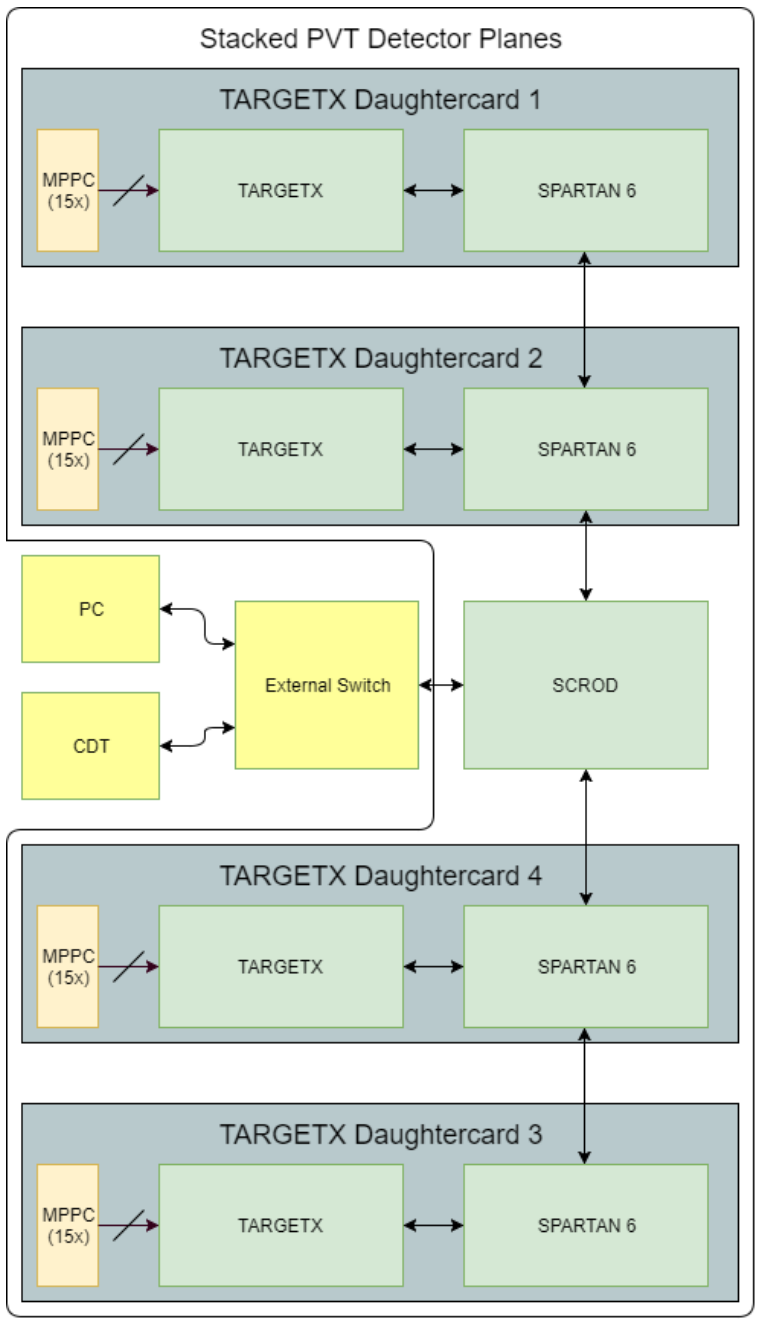 Stacked PVT Detector Planes
TARGETX Daughtercard 1
MPPC
(15x)
TARGETX
SPARTAN 6
TARGETX Daughtercard 2
MPPC
(15x)
TARGETX
SPARTAN 6
PC
External Switch
SCROD
CDT
TARGETX Daughtercard 4
MPPC
(15x)
TARGETX
SPARTAN 6
TARGETX Daughtercard 3
MPPC
(15x)
TARGETX
SPARTAN 6